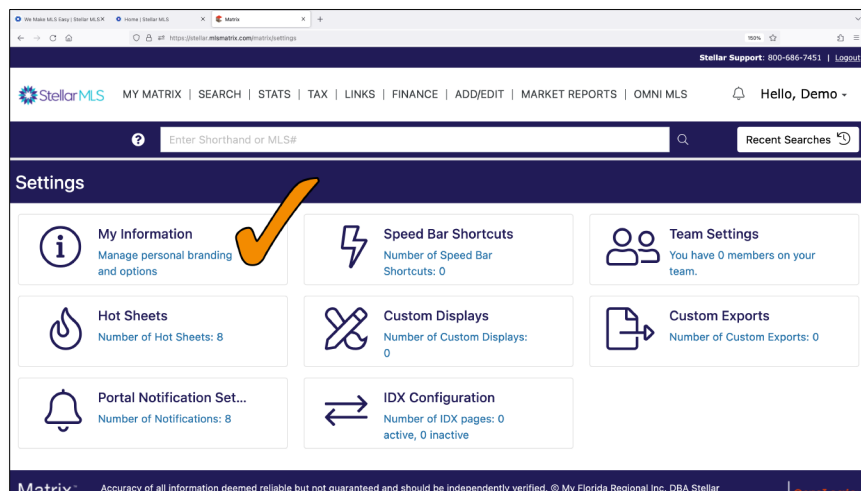 We Make MLS Easy | Stellar MLS
Home | Stellar MLS
Matrix
https://stellar.mlsmatrix.com/matrix/settings
150%
Stellar Support: 800-686-7451 | Logout
StellarMLS
MY MATRIX | SEARCH | STATS | TAX | LINKS | FINANCE | ADD/EDIT | MARKET REPORTS | OMNI MLS
Hello, Demo
Enter Shorthand or MLS#
Recent Searches
Settings
My Information
Manage personal branding
and options
Speed Bar Shortcuts
Number of Speed Bar
Shortcuts: 0
Team Settings
You have 0 members on your
team.
Hot Sheets
Number of Hot Sheets: 8
Custom Displays
Number of Custom Displays:
0
Custom Exports
Number of Custom Exports: 0
Portal Notification Set...
Number of Notifications: 8
IDX Configuration
Number of IDX pages: 0
active, 0 inactive
Matrix™
Accuracy of all information deemed reliable but not guaranteed and should be independently verified. © My Florida Regional Inc. DBA Stellar